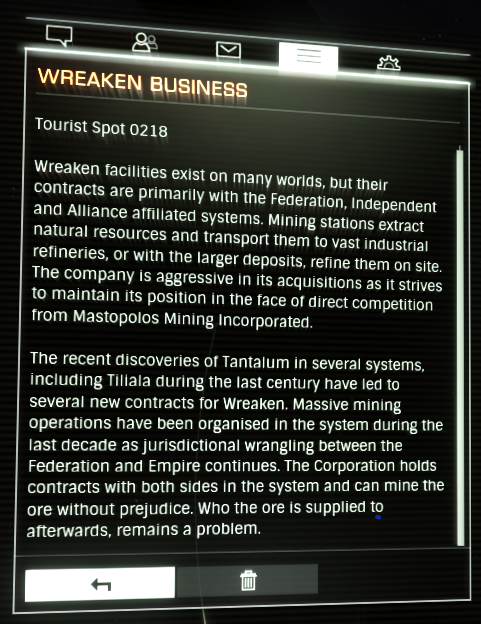 WREAKEN BUSINESS
Tourist Spot 0218
Wreaken facilities exist on many worlds, but their
contracts are primarily with the Federation, Independent
and Alliance affiliated systems. Mining stations extract
natural resources and transport them to vast industrial
refineries, or with the larger deposits, refine them on site.
The company is aggressive in its acquisitions as it strives
to maintain its position in the face of direct competition
from Mastopolos Mining Incorporated.
The recent discoveries of Tantalum in several systems,
including Tiliala during the last century have led to
several new contracts for Wreaken. Massive mining
operations have been organised in the system during the
last decade as jurisdictional wrangling between the
Federation and Empire continues. The Corporation holds
contracts with both sides in the system and can mine the
ore without prejudice. Who the ore is supplied to
afterwards, remains a problem.